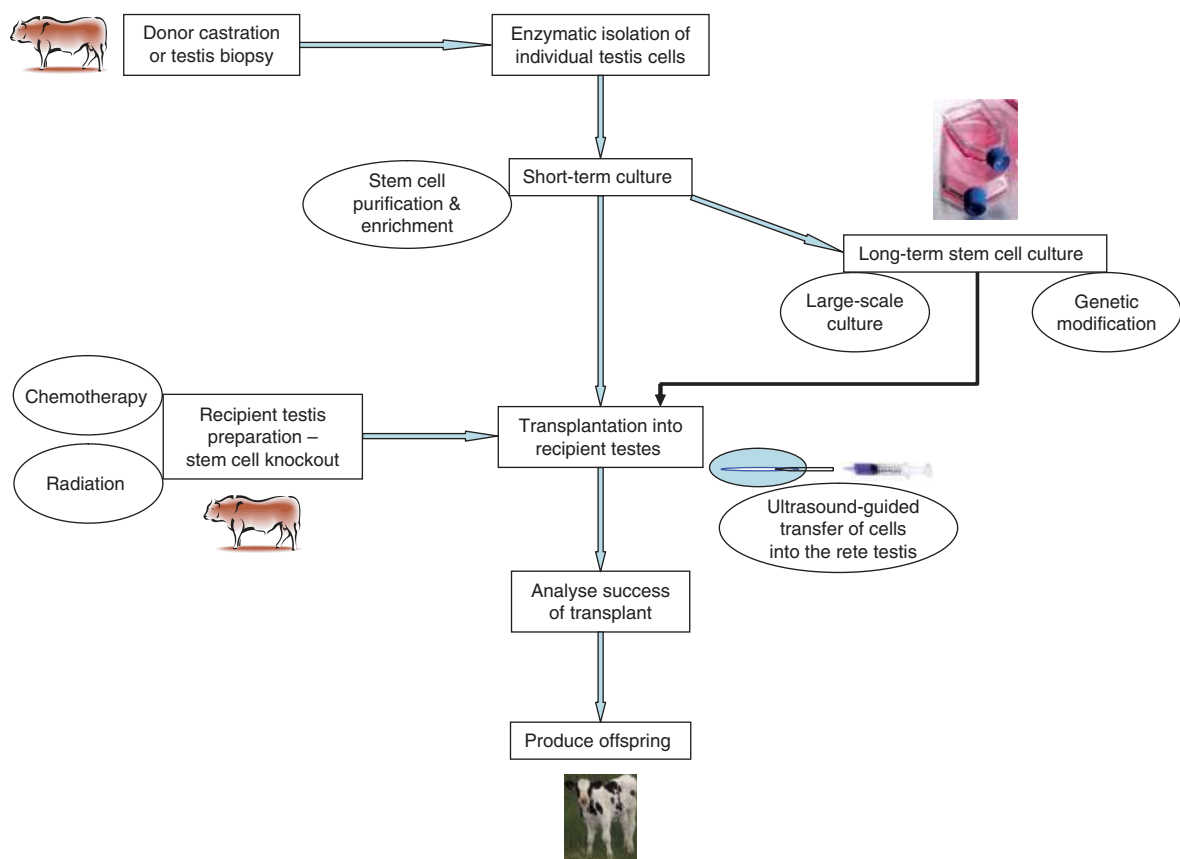 Donor castration
or testis biopsy
Enzymatic isolation of
individual testis cells
Stem cell
purification &
enrichment
Short-term culture
Long-term stem cell culture
Large-scale
culture
Genetic
modification
Chemotherapy
Radiation
Recipient testis
preparation –
stem cell knockout
Transplantation into
recipient testes
Ultrasound-guided
transfer of cells
into the rete testis
Analyse success
of transplant
Produce offspring